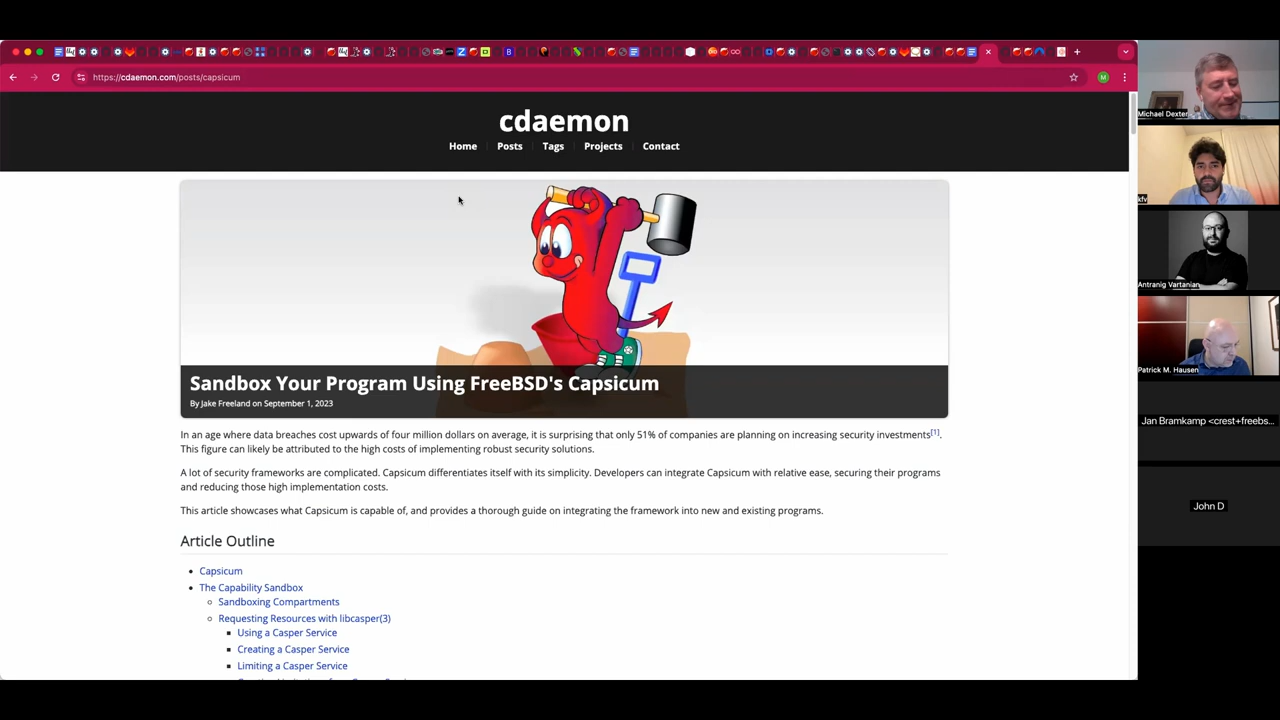 https://cdaemon.com/posts/capsicum
cdaemon
Home
Posts
Tags
Projects
Contact
Sandbox Your Program Using FreeBSD's Capsicum
By Jake Freeland on September 1, 2023
In an age where data breaches cost upwards of four million dollars on average, it is surprising that only 51% of companies are planning on increasing security investments[1].
This figure can likely be attributed to the high costs of implementing robust security solutions.
A lot of security frameworks are complicated. Capsicum differentiates itself with its simplicity. Developers can integrate Capsicum with relative ease, securing their programs
and reducing those high implementation costs.
This article showcases what Capsicum is capable of, and provides a thorough guide on integrating the framework into new and existing programs.
Article Outline
Capsicum
The Capability Sandbox
Sandboxing Compartments
Requesting Resources with libcasper(3)
Using a Casper Service
Creating a Casper Service
Limiting a Casper Service
M
Michael Dexter
kfv
Antranig Vartanian
Patrick M. Hausen
Jan Bramkamp <crest+freebs...
John D